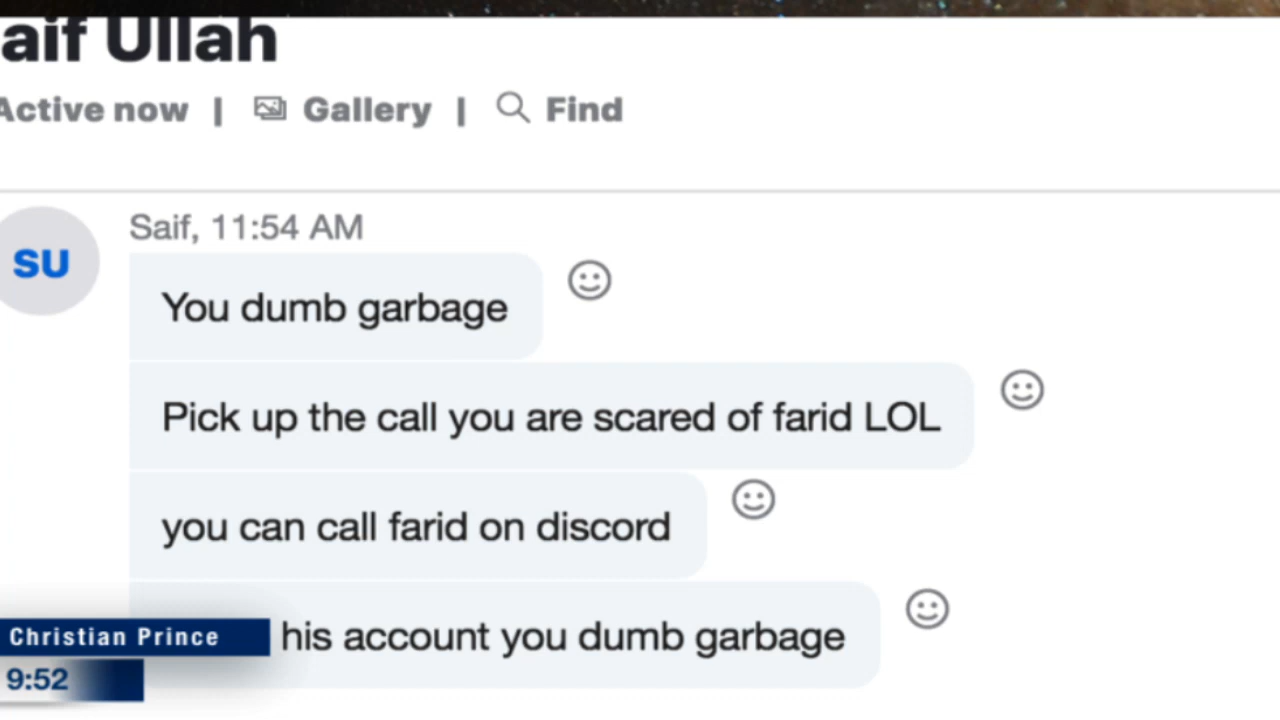 aif Ullah
Active now | Gallery | Find
SU
Saif, 11:54 AM
You dumb garbage
Pick up the call you are scared of farid LOL
you can call farid on discord
his account you dumb garbage
Christian Prince
9:52